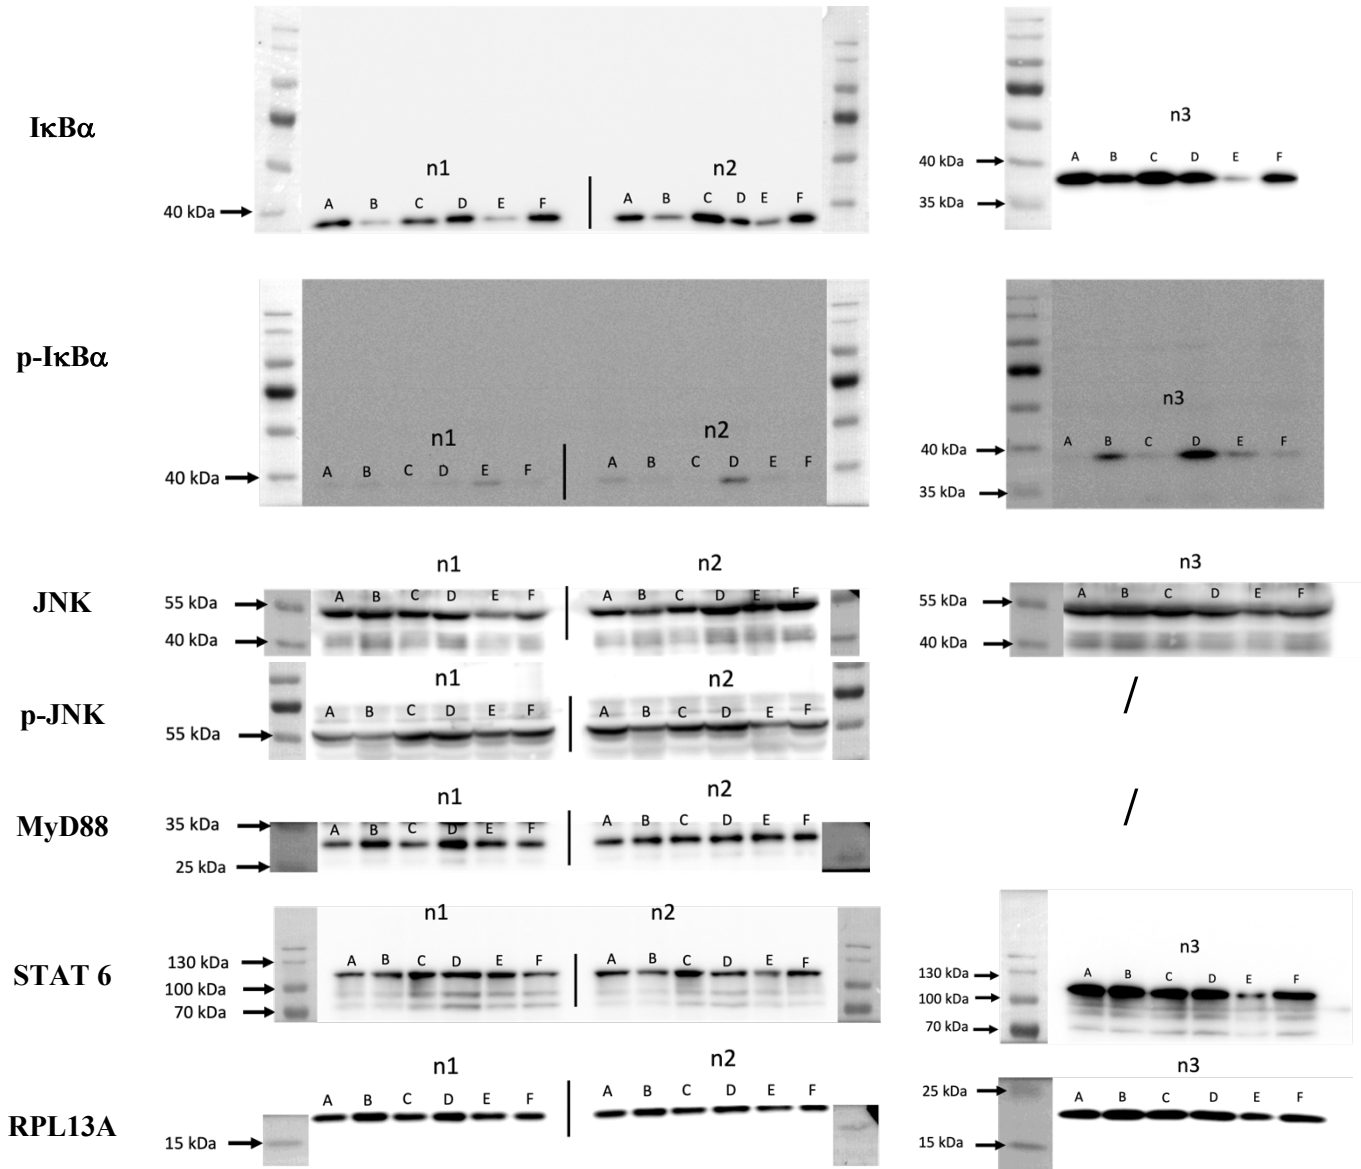 IκBα
n1
n2
n3
A B C D E F
A B C D E F
A B C D E F
40 kDa
40 kDa
35 kDa
p-IκBα
n1
n2
n3
A B C D E F
A B C D E F
A B C D E F
40 kDa
40 kDa
35 kDa
JNK
n1
n2
n3
55 kDa
A B C D E F
A B C D E F
55 kDa
A B C D E F
40 kDa
40 kDa
p-JNK
n1
n2
/
A B C D E F
A B C D E F
55 kDa
MyD88
n1
n2
/
35 kDa
A B C D E F
A B C D E F
25 kDa
STAT 6
n1
n2
n3
130 kDa
A B C D E F
A B C D E F
130 kDa
A B C D E F
100 kDa
100 kDa
70 kDa
70 kDa
RPL13A
n1
n2
n3
A B C D E F
A B C D E F
25 kDa
A B C D E F
15 kDa
15 kDa